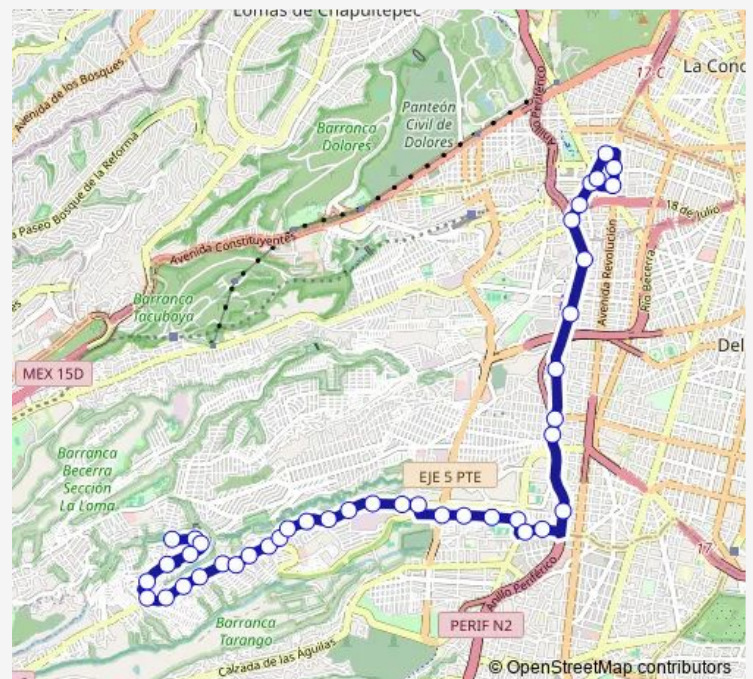 Lomas de Chapultepec
Avenida de los Bosques
Paseo Bosque de la Reforma
Barranca
Dolores
Panteón
Civil de
Dolores
Anillo Periférico
La Conc
Avenida Constituyentes
18 de julio
Avenida Revolución
Río Becerra
Barranca
Tacubaya
MEX 15D
Del
Barranca
Becerra
Sección
La Loma
EJE 5 PTE
17
Anillo Periférico
PERIF N2
Barranca
Tarango
Calzada de las Águilas
© OpenStreetMap contributors